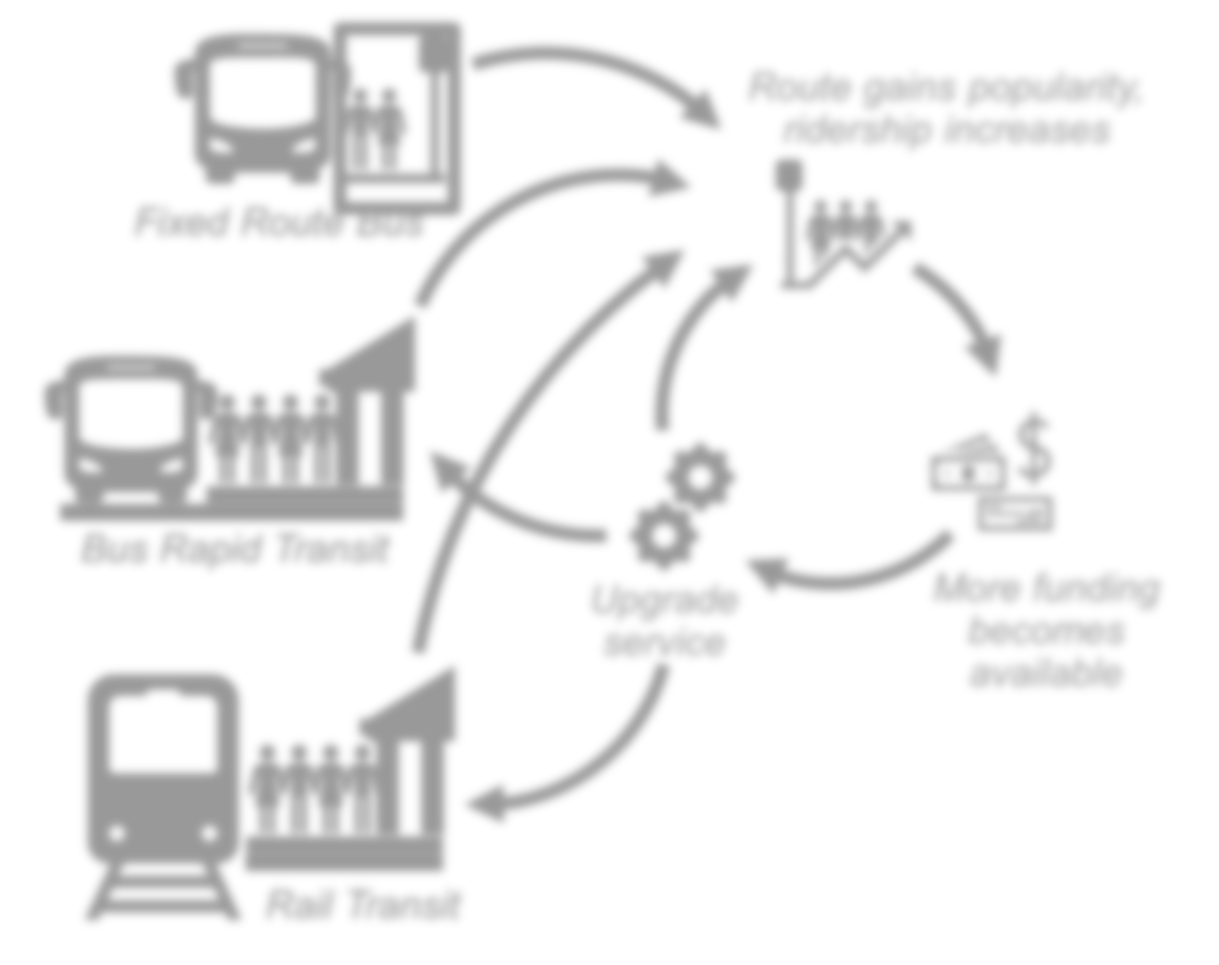 Route gains popularity,
ridership increases
Fixed Route Bus
Bus Rapid Transit
Upgrade
service
More funding
becomes
available
Rail Transit